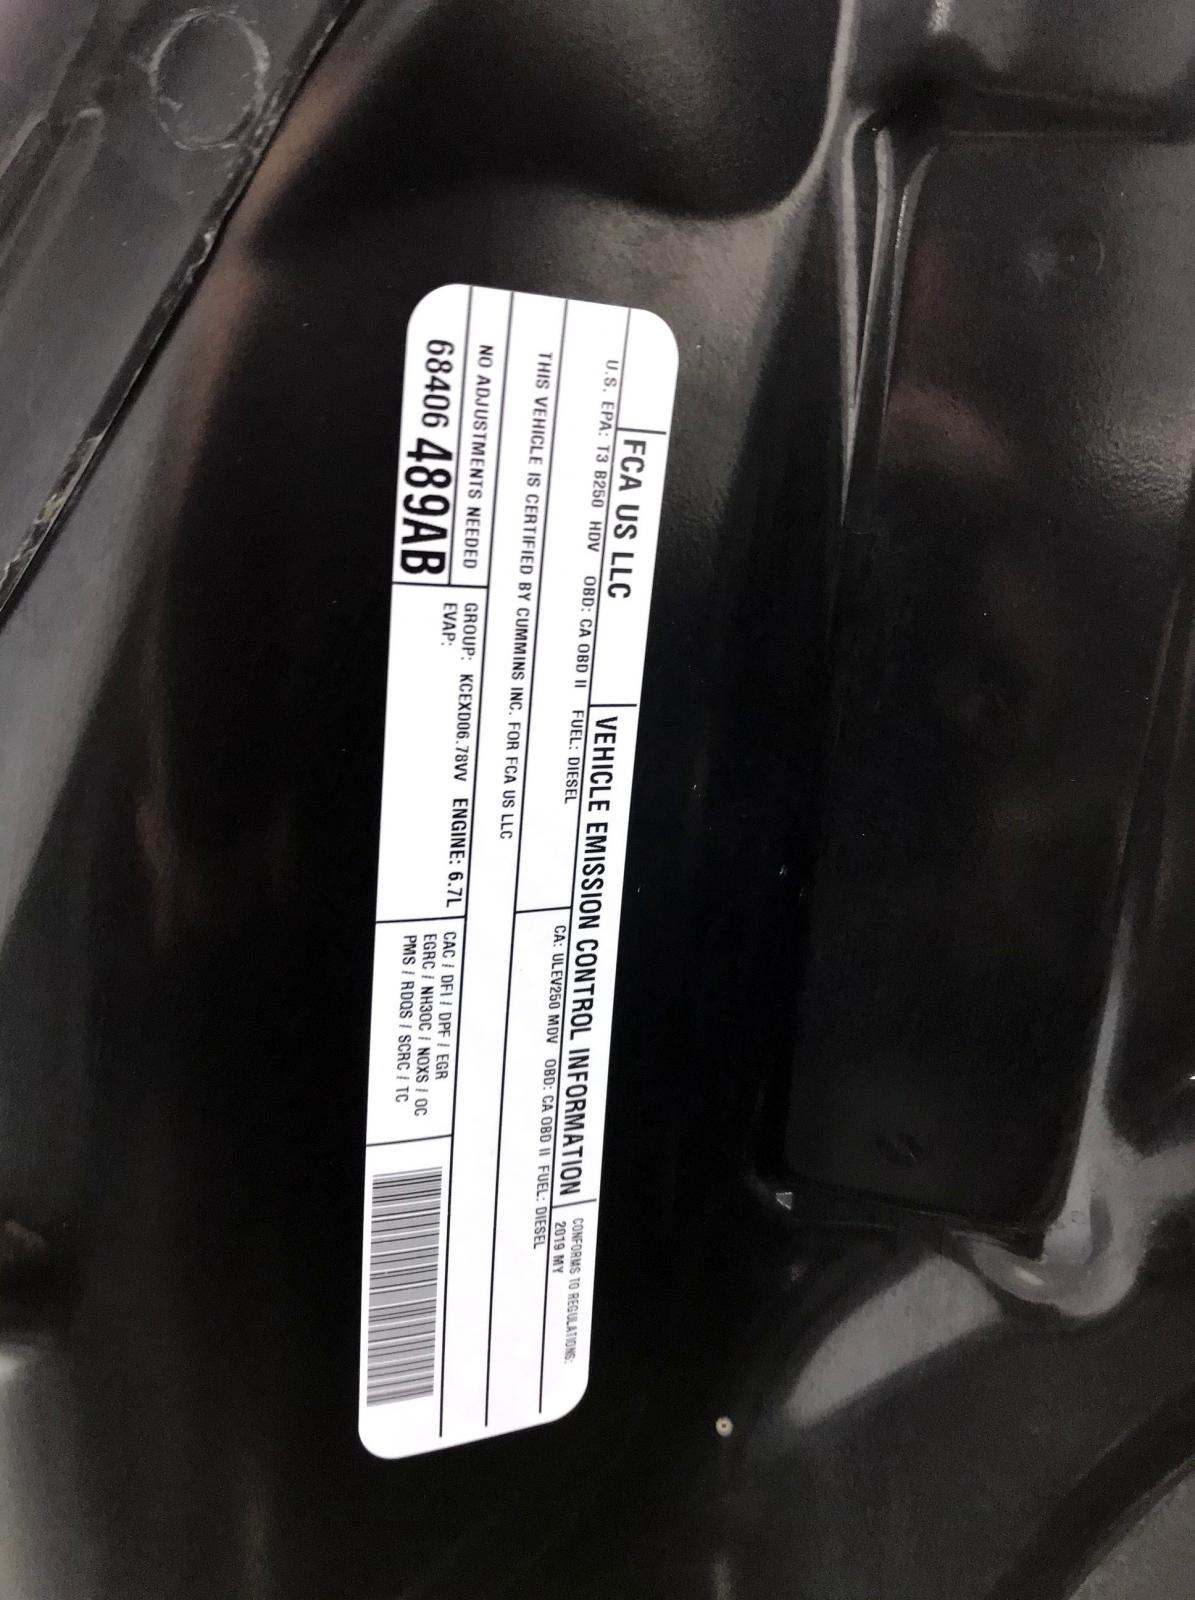 FCA US LLC
VEHICLE EMISSION CONTROL INFORMATION
CONFORMS TO REGULATIONS:
2019 MY
U.S. EPA: T3 B250 HDV OBD: CA OBD II FUEL: DIESEL
CA: ULEV250 MDV OBD: CA OBD II FUEL: DIESEL
THIS VEHICLE IS CERTIFIED BY CUMMINS INC. FOR FCA US LLC
NO ADJUSTMENTS NEEDED
68406 489AB
GROUP: KCEXD06.78VV ENGINE: 6.7L
EVAP:
CAC / DFI / DPF / EGR
EGRC / NH3OC / NOXS / OC
PMS / RDQS / SCRC / TC